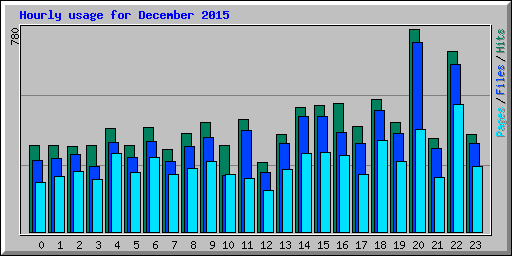 Hourly usage for December 2015
780
Pages/Files/Hits
0 1 2 3 4 5 6 7 8 9 10 11 12 13 14 15 16 17 18 19 20 21 22 23